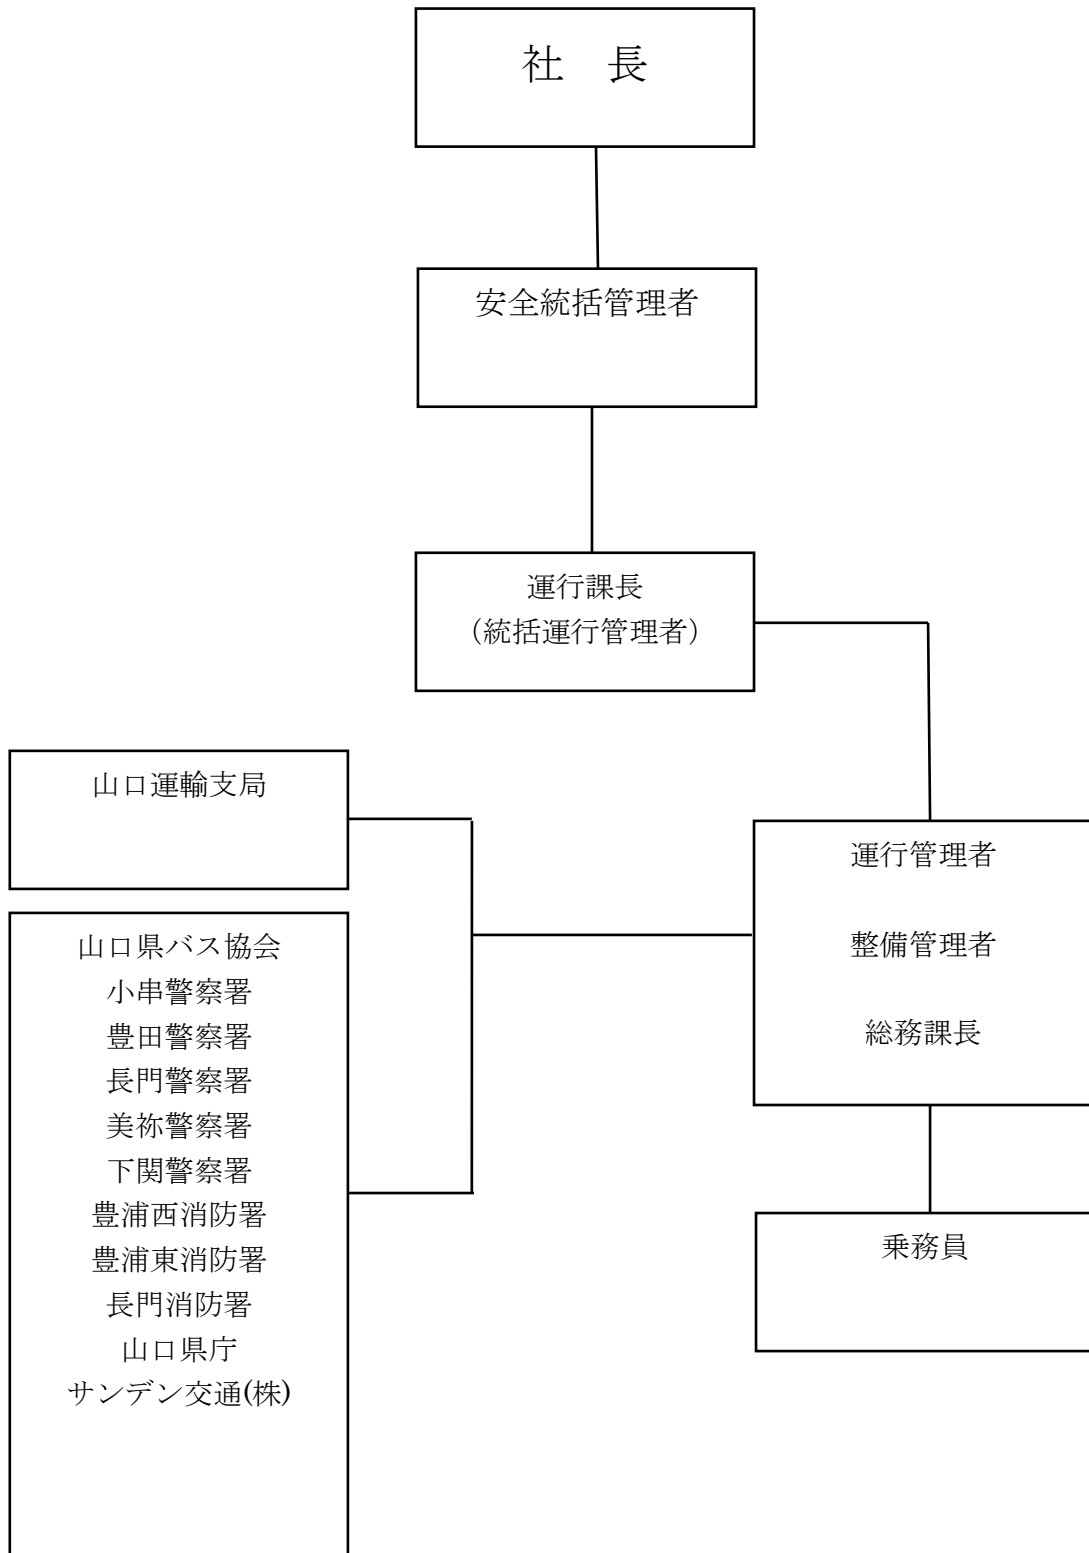 社　長
安全統括管理者
運行課長
（統括運行管理者）
山口運輸支局
運行管理者
整備管理者
総務課長
山口県バス協会
小串警察署
豊田警察署
長門警察署
美祢警察署
下関警察署
豊浦西消防署
豊浦東消防署
長門消防署
山口県庁
サンデン交通(株)
乗務員